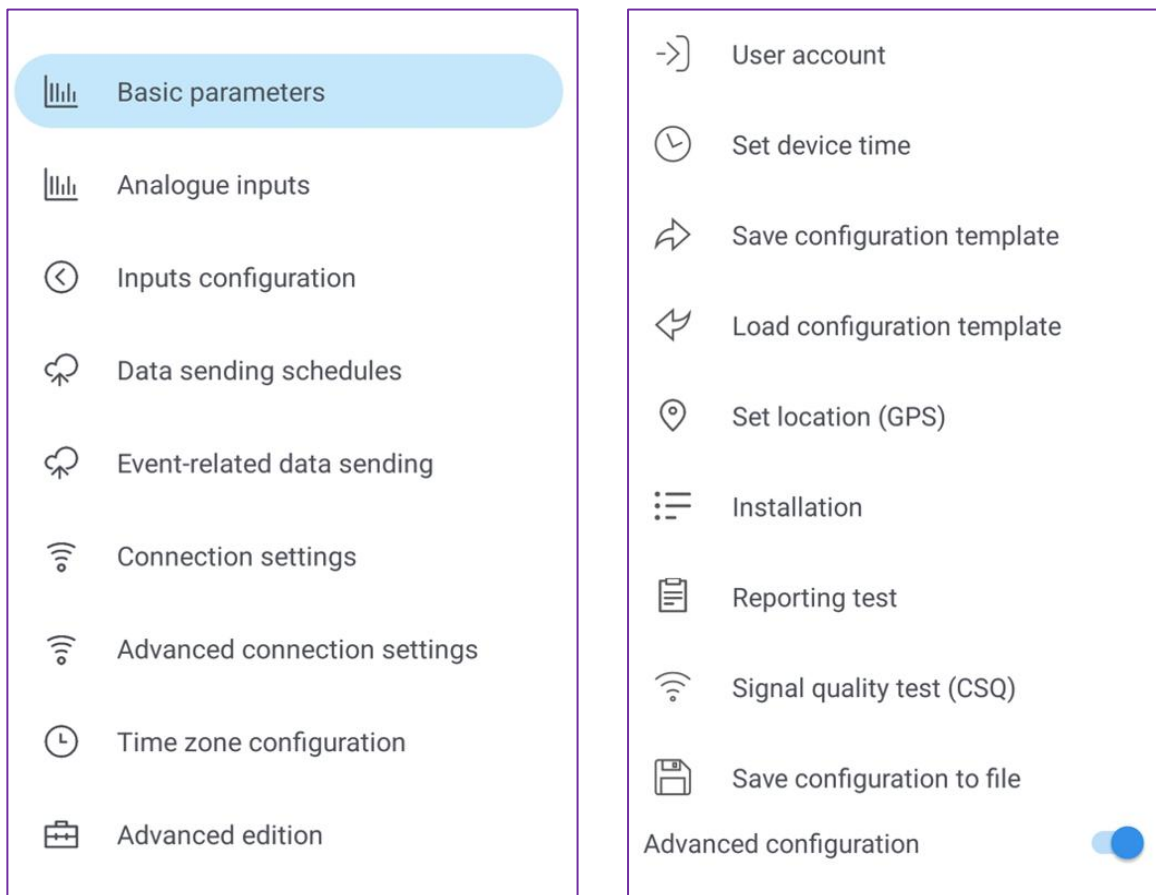 Basic parameters
Analogue inputs
Inputs configuration
Data sending schedules
Event-related data sending
Connection settings
Advanced connection settings
Time zone configuration
Advanced edition
User account
Set device time
Save configuration template
Load configuration template
Set location (GPS)
Installation
Reporting test
Signal quality test (CSQ)
Save configuration to file
Advanced configuration